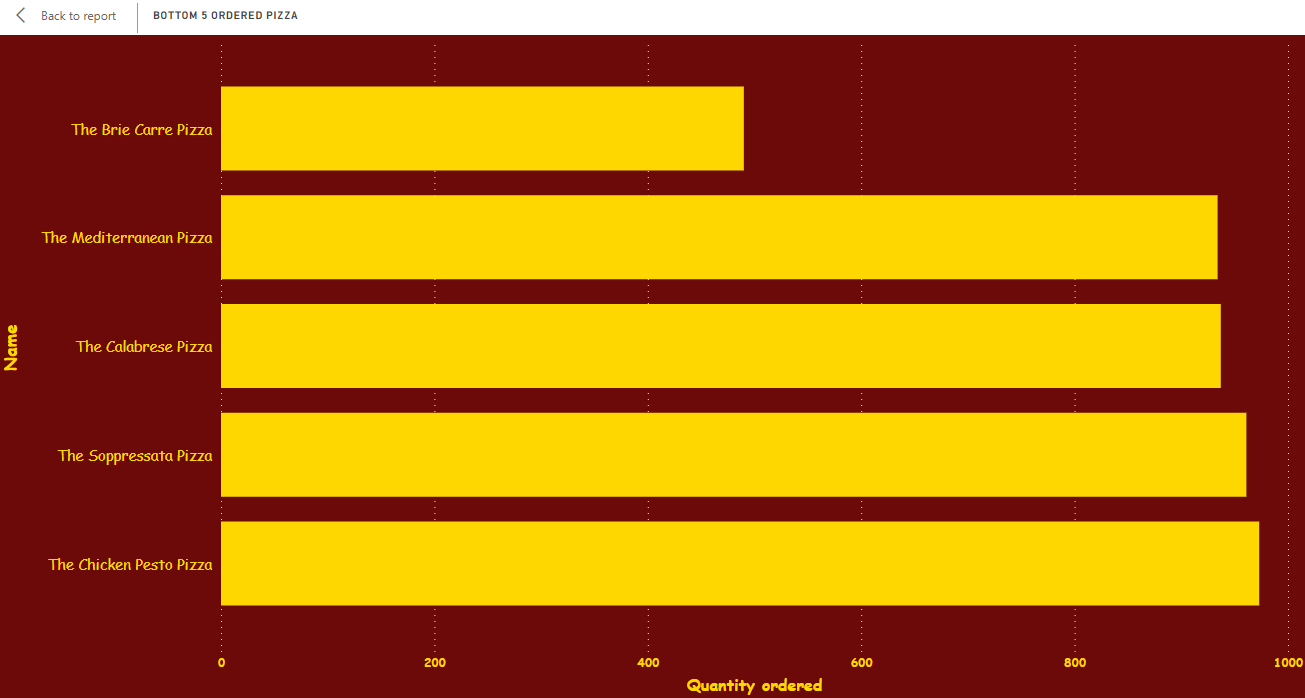 Back to report
BOTTOM 5 ORDERED PIZZA
The Brie Carre Pizza
The Mediterranean Pizza
The Calabrese Pizza
The Soppressata Pizza
The Chicken Pesto Pizza
Name
0 200 400 600 800 1000
Quantity ordered